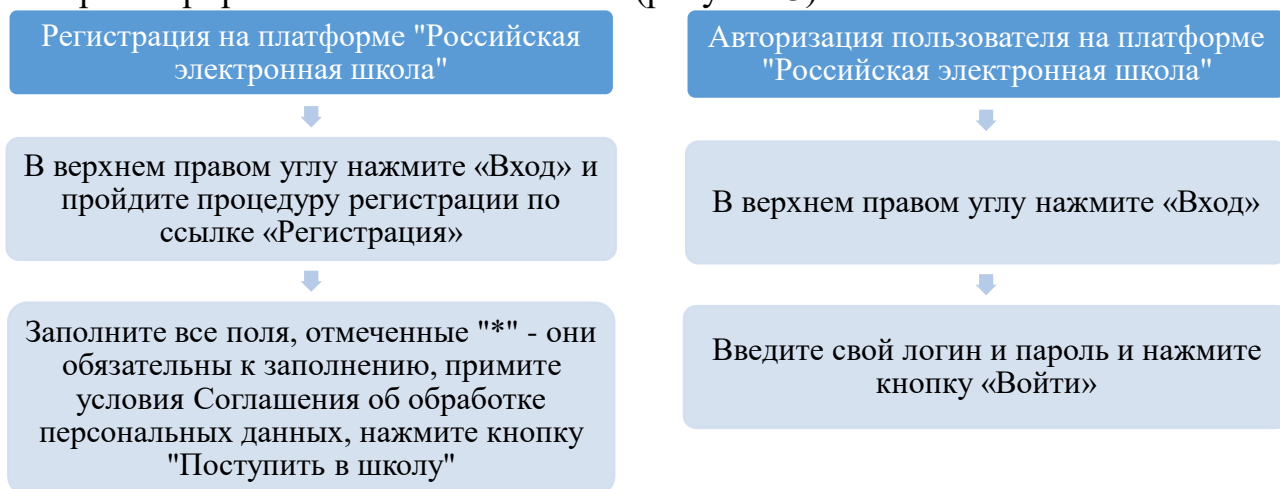 Регистрация на платформе "Российская
электронная школа"
В верхнем правом углу нажмите «Вход» и
пройдите процедуру регистрации по
ссылке «Регистрация»
Заполните все поля, отмеченные "*" - они
обязательны к заполнению, примите
условия Соглашения об обработке
персональных данных, нажмите кнопку
"Поступить в школу"
Авторизация пользователя на платформе
"Российская электронная школа"
В верхнем правом углу нажмите «Вход»
Введите свой логин и пароль и нажмите
кнопку «Войти»